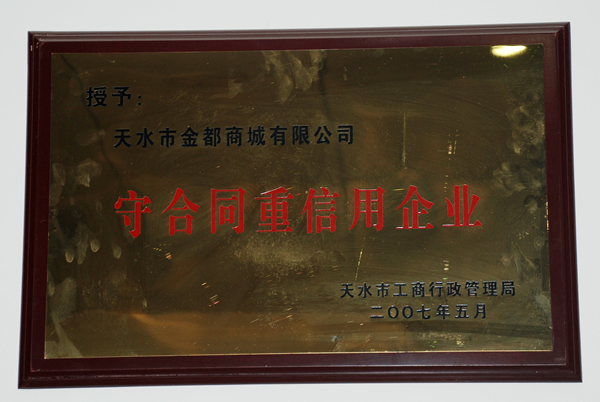 授予：
天水市金都商城有限公司
守合同重信用企业
天水市工商行政管理局
二〇〇七年五月